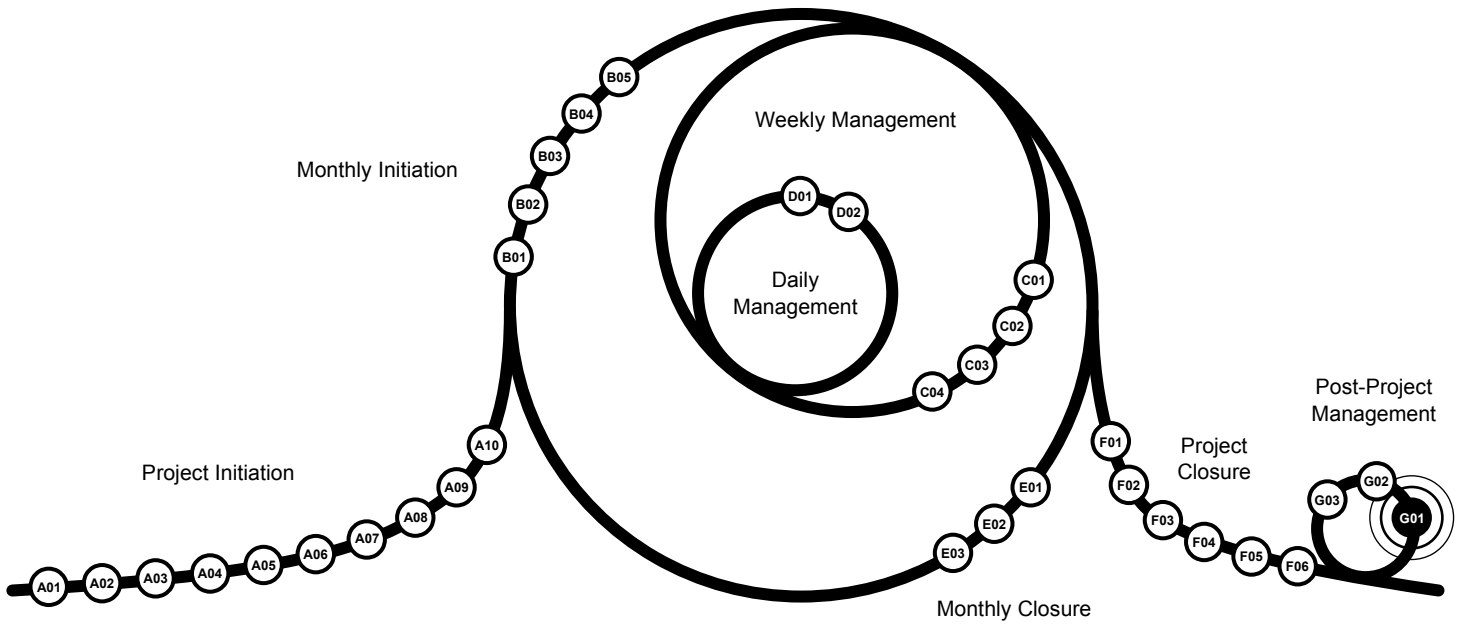 Project Initiation
A01
A02
A03
A04
A05
A06
A07
A08
A09
A10
Monthly Initiation
B01
B02
B03
B04
B05
Weekly Management
C01
C02
C03
C04
Daily
Management
D01
D02
Monthly Closure
E01
E02
E03
Project
Closure
F01
F02
F03
F04
F05
F06
Post-Project
Management
G01
G02
G03